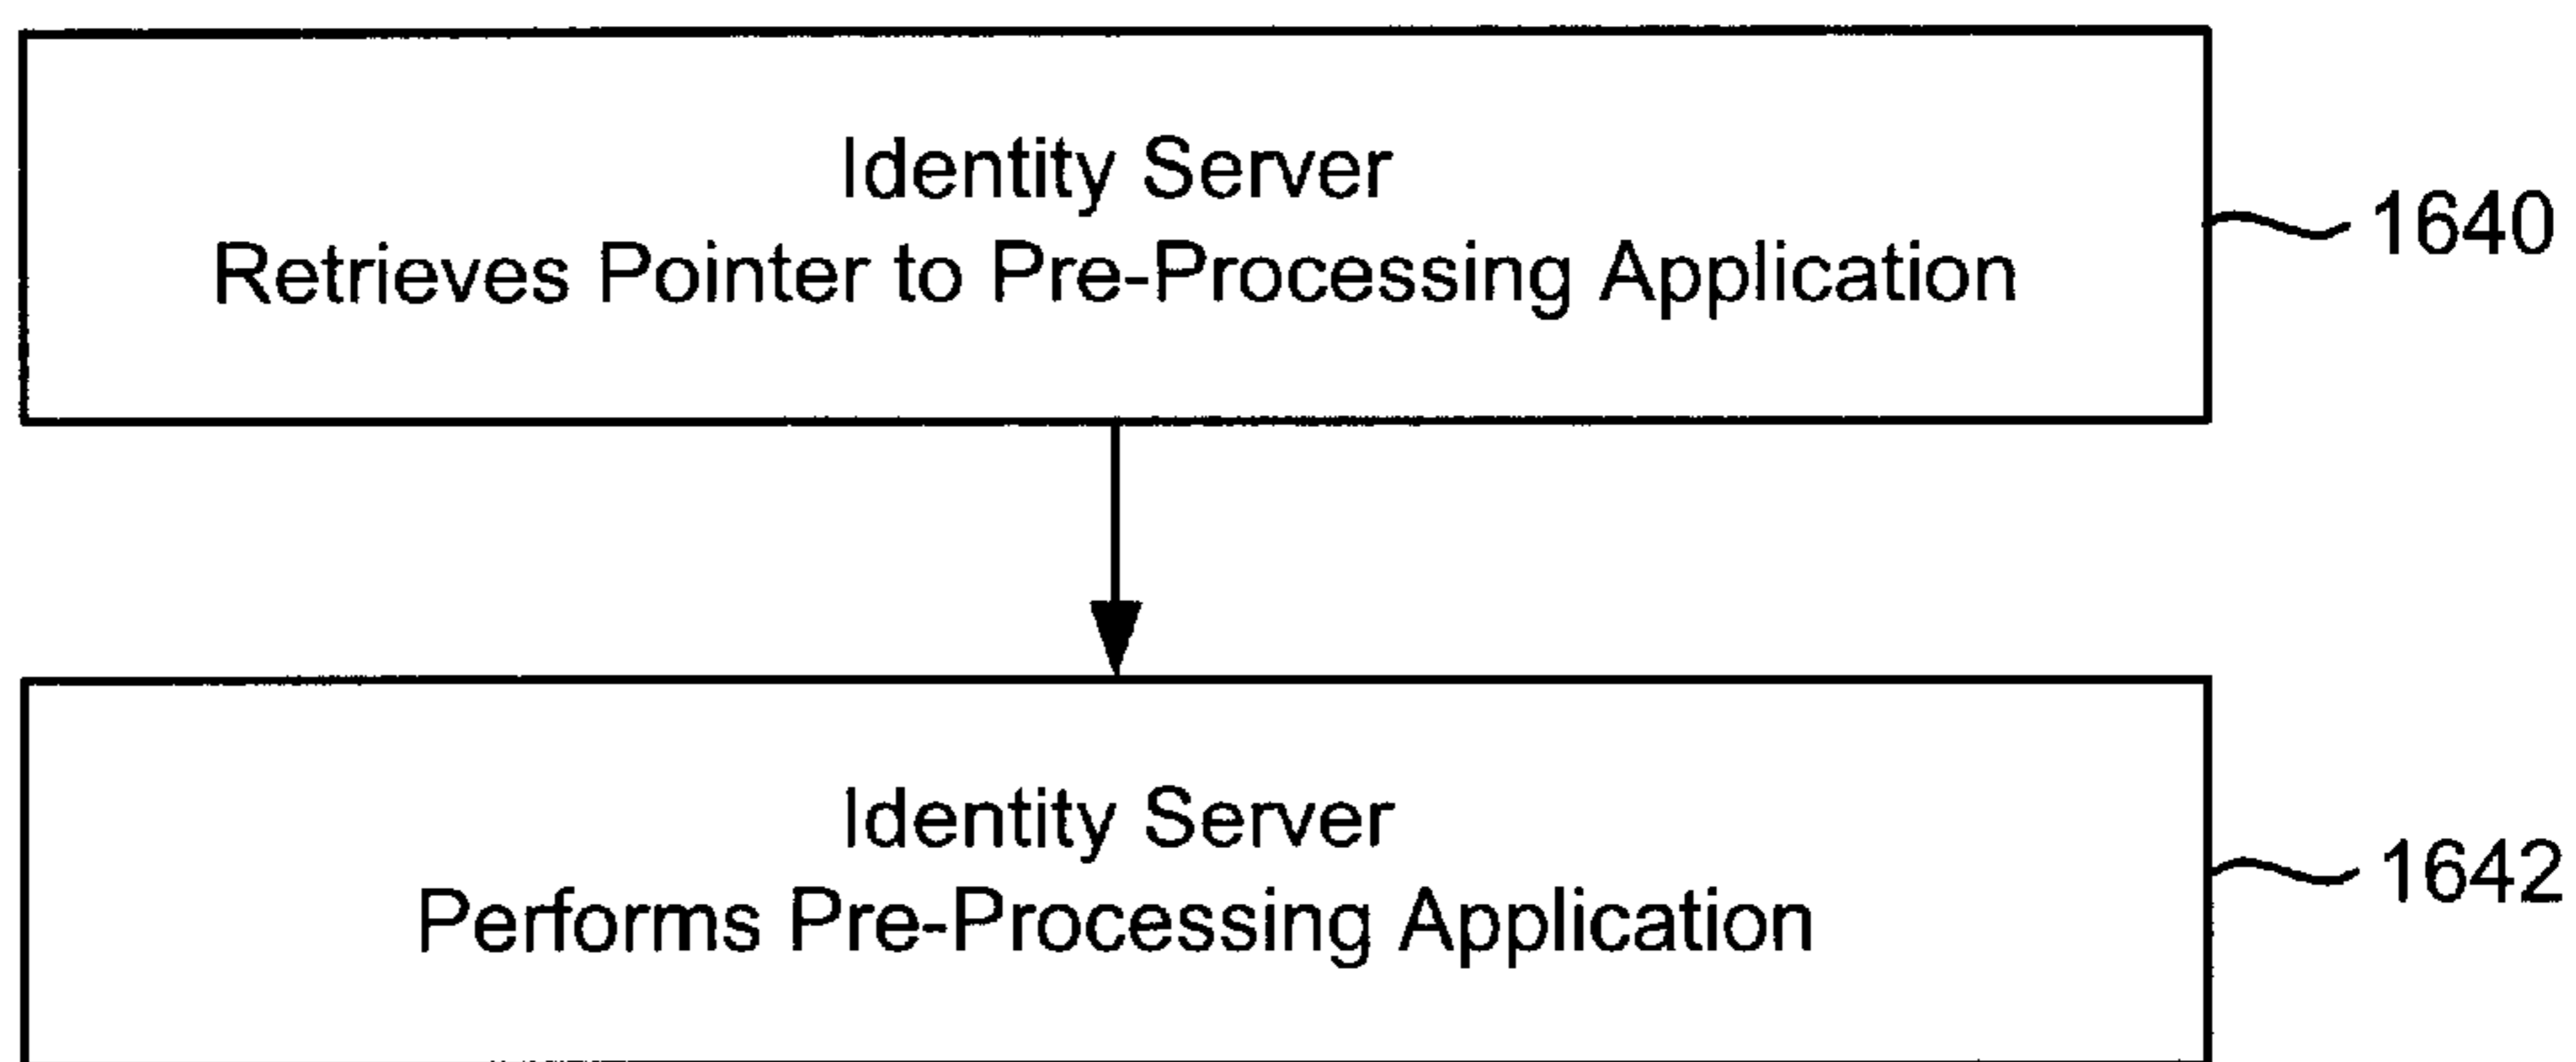 Identity Server
Retrieves Pointer to Pre-Processing Application
1640
Identity Server
Performs Pre-Processing Application
1642